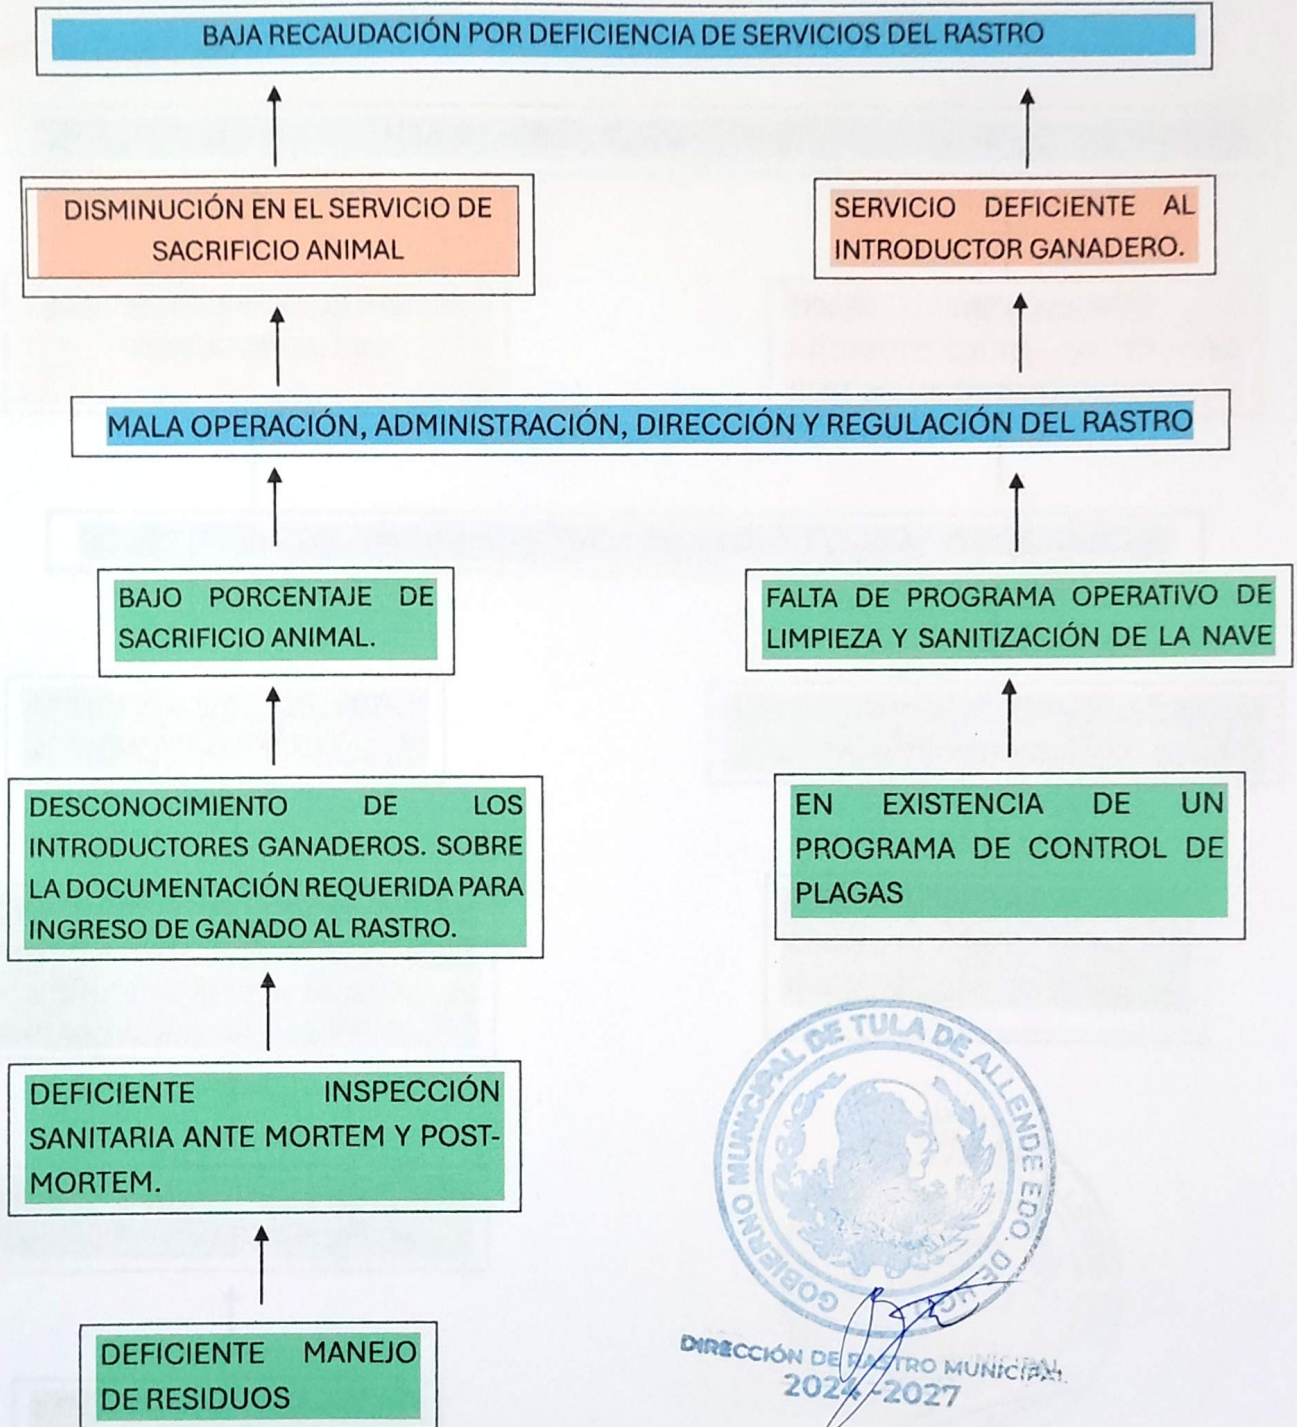 BAJA RECAUDACIÓN POR DEFICIENCIA DE SERVICIOS DEL RASTRO
DISMINUCIÓN EN EL SERVICIO DE
SACRIFICIO ANIMAL
SERVICIO DEFICIENTE AL
INTRODUCTOR GANADERO.
MALA OPERACIÓN, ADMINISTRACIÓN, DIRECCIÓN Y REGULACIÓN DEL RASTRO
BAJO PORCENTAJE DE
SACRIFICIO ANIMAL.
FALTA DE PROGRAMA OPERATIVO DE
LIMPIEZA Y SANITIZACIÓN DE LA NAVE
DESCONOCIMIENTO DE LOS
INTRODUCTORES GANADEROS. SOBRE
LA DOCUMENTACIÓN REQUERIDA PARA
INGRESO DE GANADO AL RASTRO.
EN EXISTENCIA DE UN
PROGRAMA DE CONTROL DE
PLAGAS
DEFICIENTE INSPECCIÓN
SANITARIA ANTE MORTEM Y POST-
MORTEM.
DEFICIENTE MANEJO
DE RESIDUOS
GOBIERNO MUNICIPAL DE TULA DE ALLENDE EDO. DE HGO.
DIRECCIÓN DE RASTRO MUNICIPAL
2024-2027